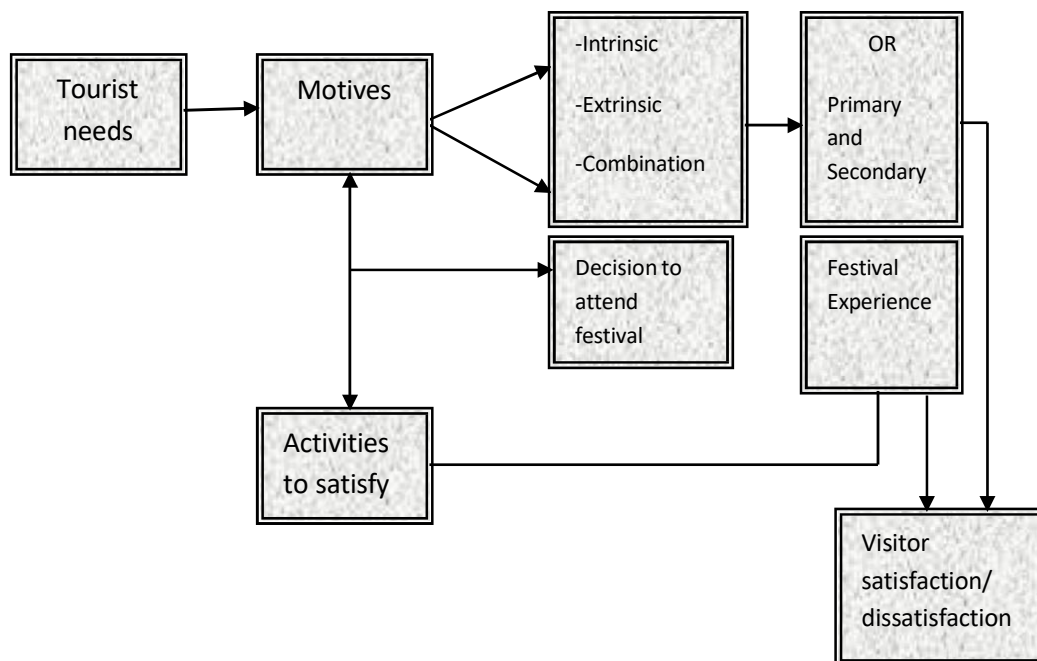 Tourist
needs
Motives
-Intrinsic
-Extrinsic
-Combination
OR
Primary
and
Secondary
Decision to
attend
festival
Festival
Experience
Activities
to satisfy
Visitor
satisfaction/
dissatisfaction